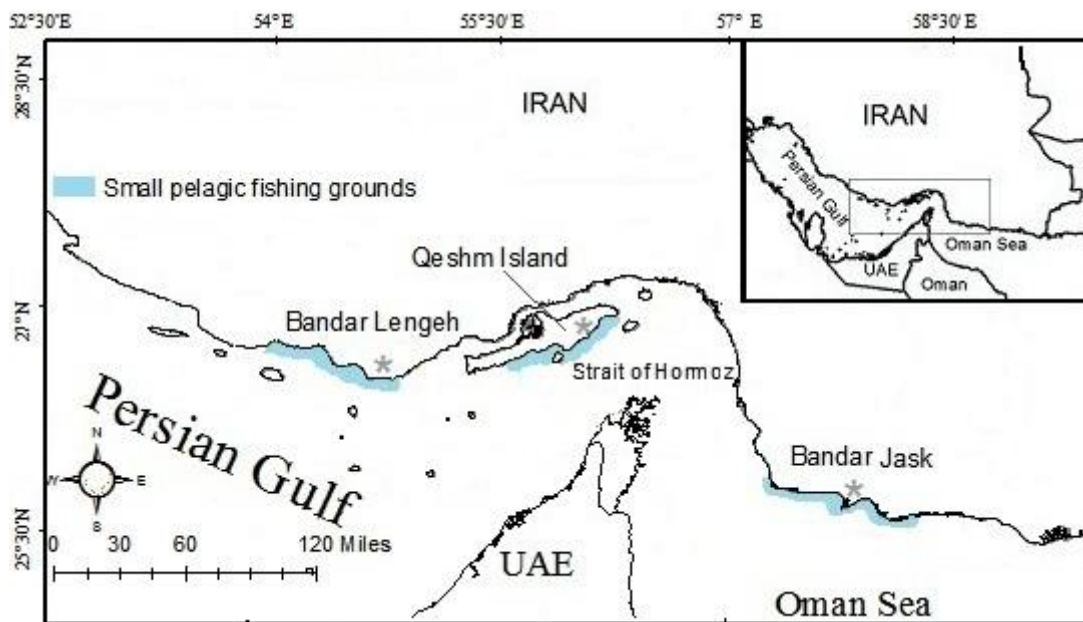 52°30'E
54°0'E
55°30'E
57°0'E
58°30'E
28°30'N
27°N
25°30'N
IRAN
Small pelagic fishing grounds
Qeshm Island
Bandar Lengeh
Strait of Hormoz
Persian Gulf
N
W
E
S
0 30 60 120 Miles
UAE
Bandar Jask
Oman Sea
IRAN
Persian Gulf
Oman Sea
UAE
Oman